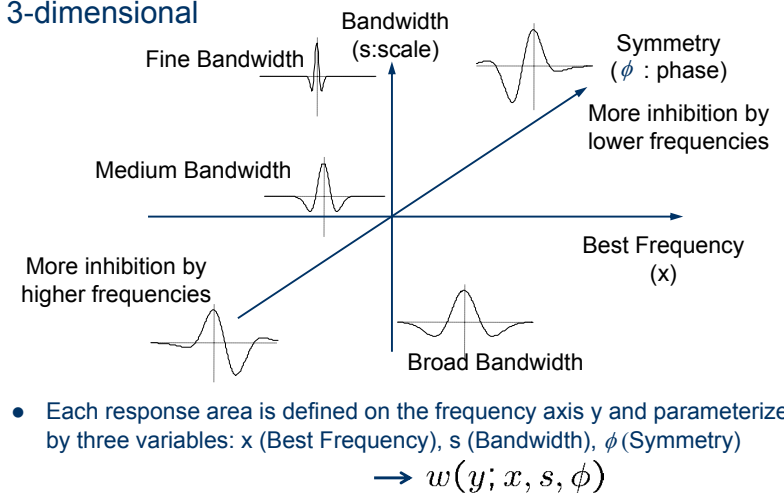 3-dimensional
Bandwidth
(s:scale)
Fine Bandwidth
Symmetry
(ϕ : phase)
More inhibition by
lower frequencies
Medium Bandwidth
Best Frequency
(x)
More inhibition by
higher frequencies
Broad Bandwidth
● Each response area is defined on the frequency axis y and parameterize
by three variables: x (Best Frequency), s (Bandwidth), ϕ (Symmetry)
→ w(y; x, s, ϕ)